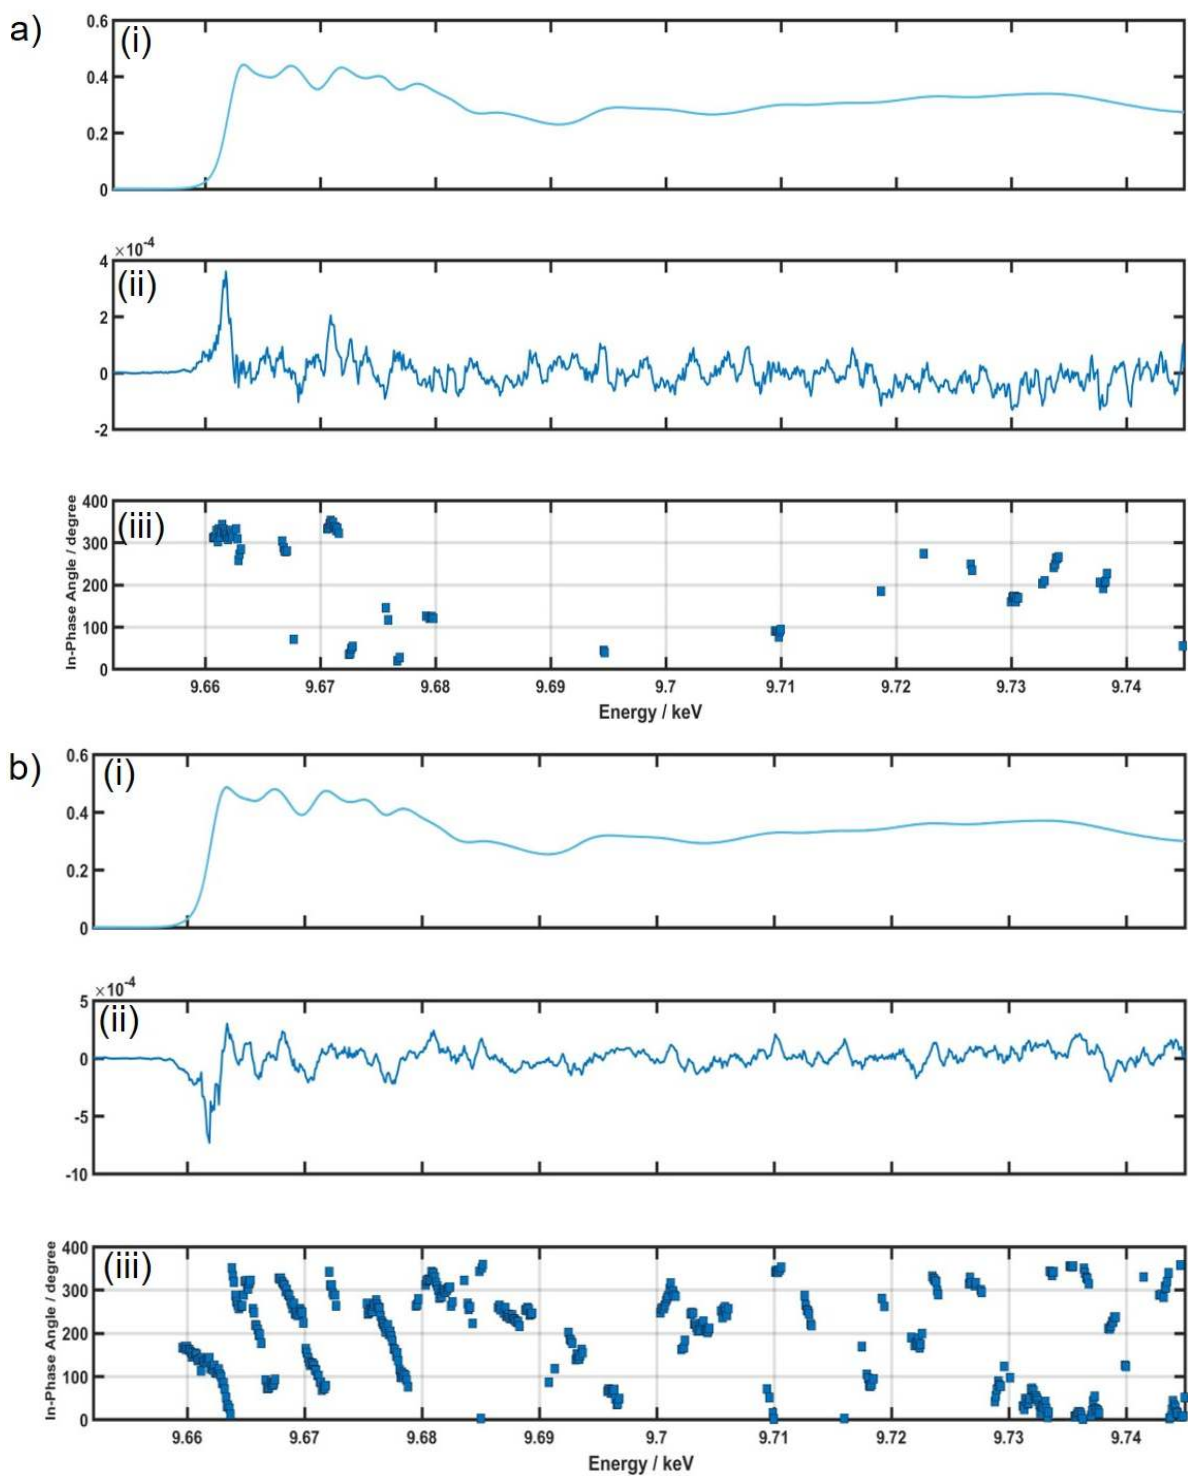 a)
(i)
0.6
0.4
0.2
0
×10-4
(ii)
4
2
0
-2
(iii)
In-Phase Angle / degree
400
300
200
100
0
9.66 9.67 9.68 9.69 9.7 9.71 9.72 9.73 9.74
Energy / keV
b)
(i)
0.6
0.4
0.2
0
×10-4
(ii)
5
0
-5
-10
(iii)
In-Phase Angle / degree
400
300
200
100
0
9.66 9.67 9.68 9.69 9.7 9.71 9.72 9.73 9.74
Energy / keV